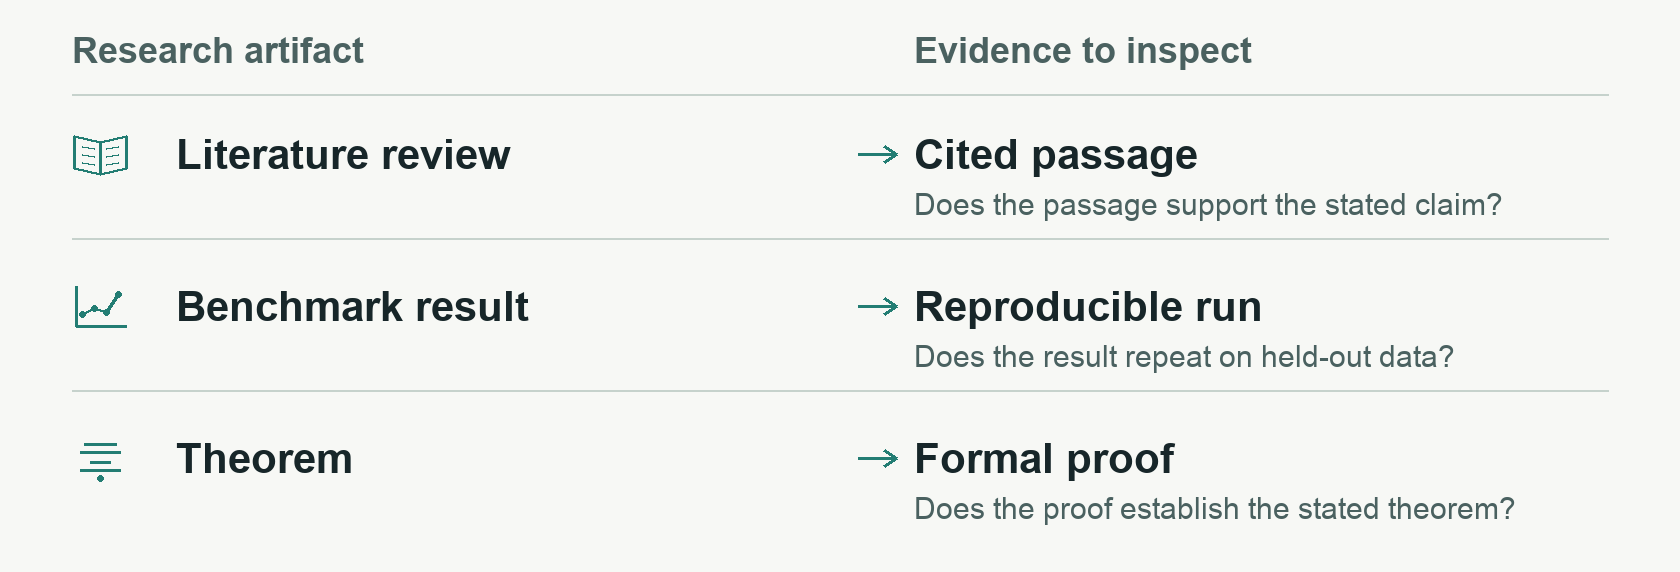 Research artifact
Evidence to inspect
Literature review
Cited passage
Does the passage support the stated claim?
Benchmark result
Reproducible run
Does the result repeat on held-out data?
Theorem
Formal proof
Does the proof establish the stated theorem?